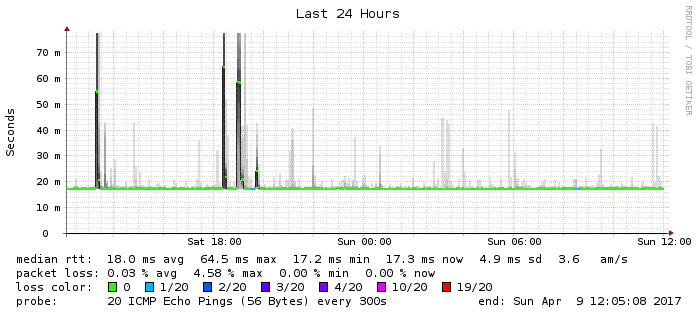 Last 24 Hours
RRDTOOL / TOBI OETIKER
Seconds
70 m
60 m
50 m
40 m
30 m
20 m
10 m
0
Sat 18:00 Sun 00:00 Sun 06:00 Sun 12:00
median rtt: 18.0 ms avg 64.5 ms max 17.2 ms min 17.3 ms now 4.9 ms sd 3.6 am/s
packet loss: 0.03 % avg 4.58 % max 0.00 % min 0.00 % now
loss color: 0 1/20 2/20 3/20 4/20 10/20 19/20
probe: 20 ICMP Echo Pings (56 Bytes) every 300s end: Sun Apr 9 12:05:08 2017